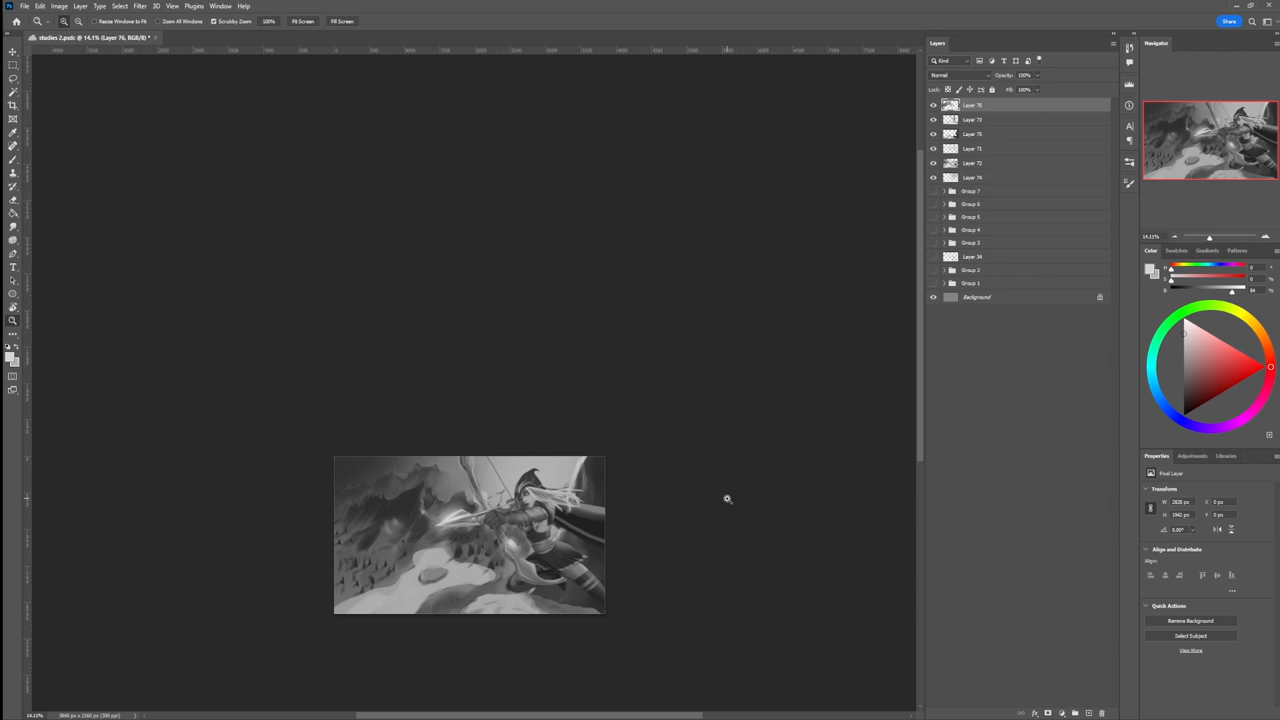 File Edit Image Layer Type Select Filter 3D View Plugins Window Help
Resize Windows to Fit Zoom All Windows Scrubby Zoom 100% Fit Screen Fill Screen Share
studies 2.psdc @ 14.1% (Layer 76, RGB/8) *
Layers
Kind
Normal Opacity: 100%
Lock: Fill: 100%
Layer 76
Layer 73
Layer 75
Layer 71
Layer 72
Layer 74
Group 7
Group 6
Group 5
Group 4
Group 3
Layer 34
Group 2
Group 1
Background
Navigator
14.11%
Color Swatches Gradients Patterns
H 0 °
S 0 %
B 84 %
Properties Adjustments Libraries
Pixel Layer
Transform
W 2828 px X 0 px
H 1942 px Y 0 px
0.00°
Align and Distribute
Align:
Quick Actions
Remove Background
Select Subject
View More
14.11% 3840 px x 2160 px (300 ppi)